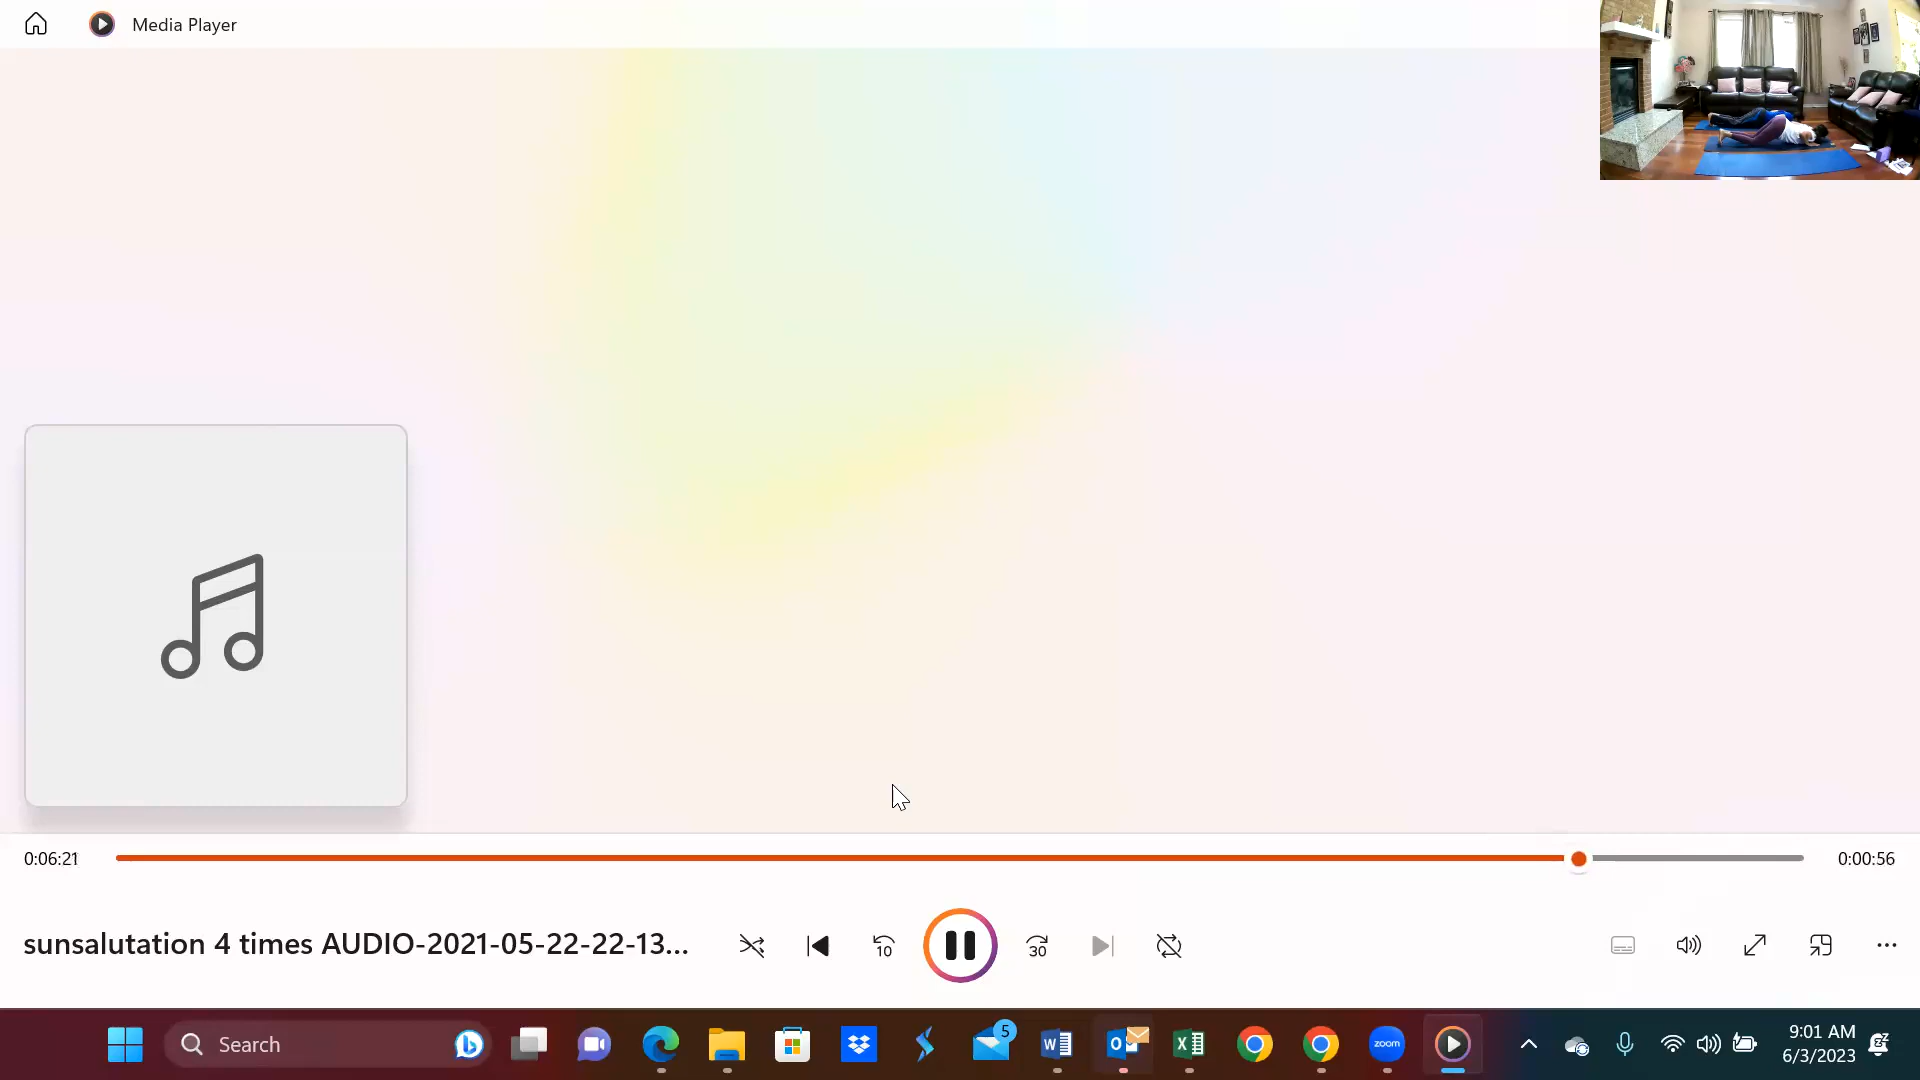 Media Player
0:06:21
0:00:56
sunsalutation 4 times AUDIO-2021-05-22-22-13...
10
30
Search
5
zoom
9:01 AM
6/3/2023